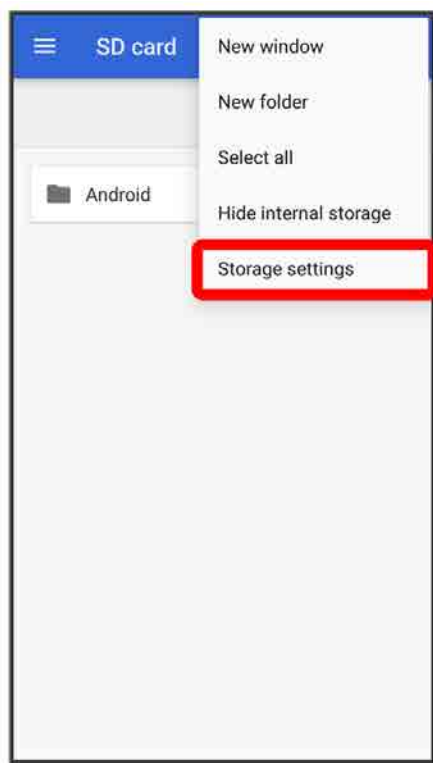 SD card
New window
New folder
Select all
Hide internal storage
Storage settings
Android